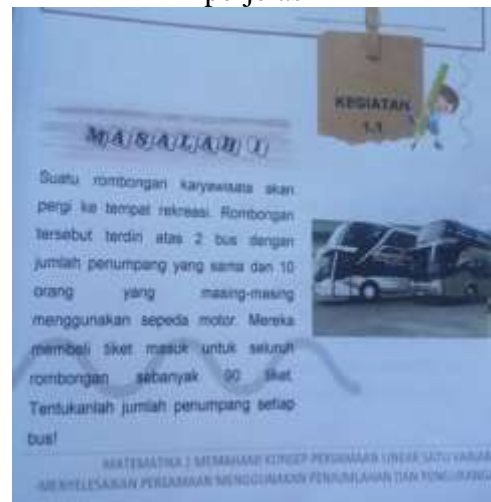 KEGIATAN
1.1
MASALAH 1
Suatu rombongan karyawisata akan
pergi ke tempat rekreasi. Rombongan
tersebut terdiri atas 2 bus dengan
jumlah penumpang yang sama dan 10
orang yang masing-masing
menggunakan sepeda motor. Mereka
membeli tiket masuk untuk seluruh
rombongan sebanyak 90 tiket.
Tentukanlah jumlah penumpang setiap
bus!
MATEMATIKA | MEMAHAMI KONSEP PERSAMAAN LINEAR SATU VARIABEL
MENYELESAIKAN PERSAMAAN MENGGUNAKAN PENJUMLAHAN DAN PENGURANGAN